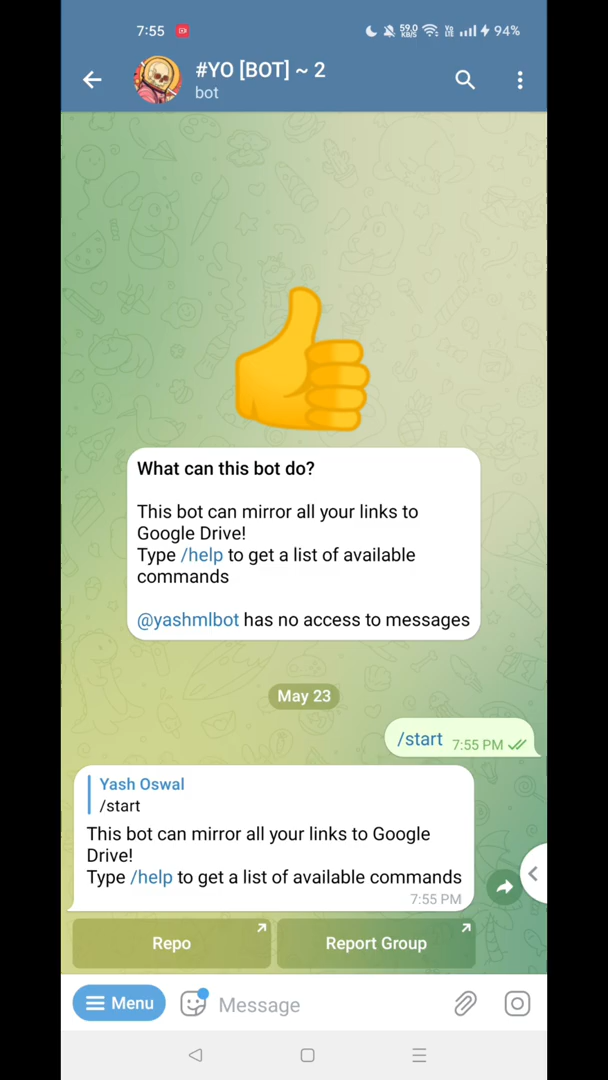 7:55
59.0
KB/S
Vo
LTE
94%
#YO [BOT] ~ 2
bot
What can this bot do?
This bot can mirror all your links to
Google Drive!
Type /help to get a list of available
commands
@yashmlbot has no access to messages
May 23
/start 7:55 PM
Yash Oswal
/start
This bot can mirror all your links to Google
Drive!
Type /help to get a list of available commands
7:55 PM
Repo
Report Group
Menu
Message